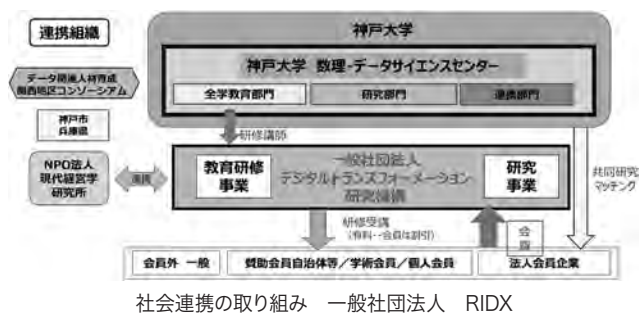 連携組織
神戸大学
神戸大学 数理・データサイエンスセンター
データ関連人材育成
関西地区コンソーシアム
全学教育部門
研究部門
連携部門
神戸市
兵庫県
研修講師
NPO法人
現代経営学
研究所
連携
教育研修
事業
一般社団法人
デジタルトランスフォーメーション
研究機構
研究
事業
共同研究
マッチング
研修受講
(有料・会員は割引)
会費
会員外 一般
賛助会員自治体等/学術会員/個人会員
法人会員企業
社会連携の取り組み 一般社団法人 RIDX